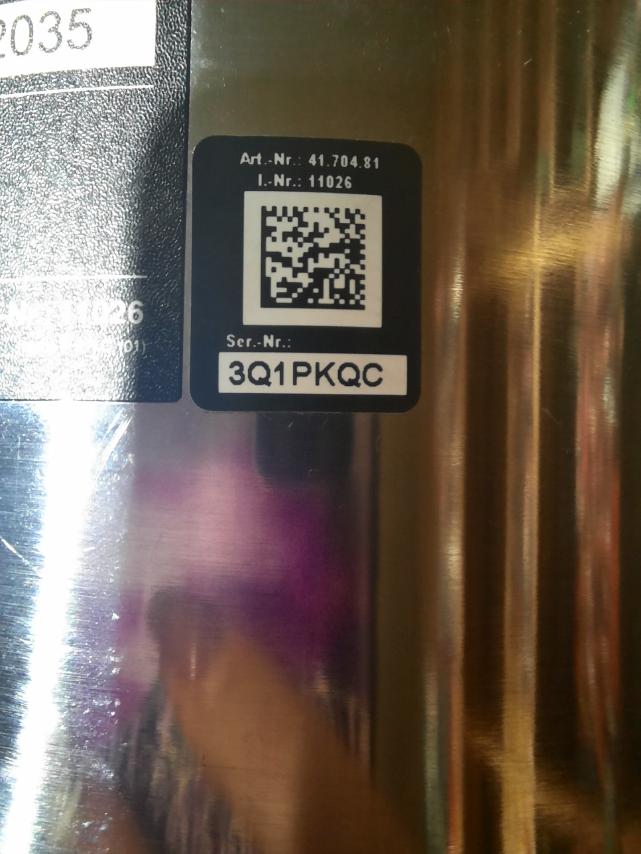 2035
Art.-Nr.: 41.704.81
I.-Nr.: 11026
Ser.-Nr.:
3Q1PKQC